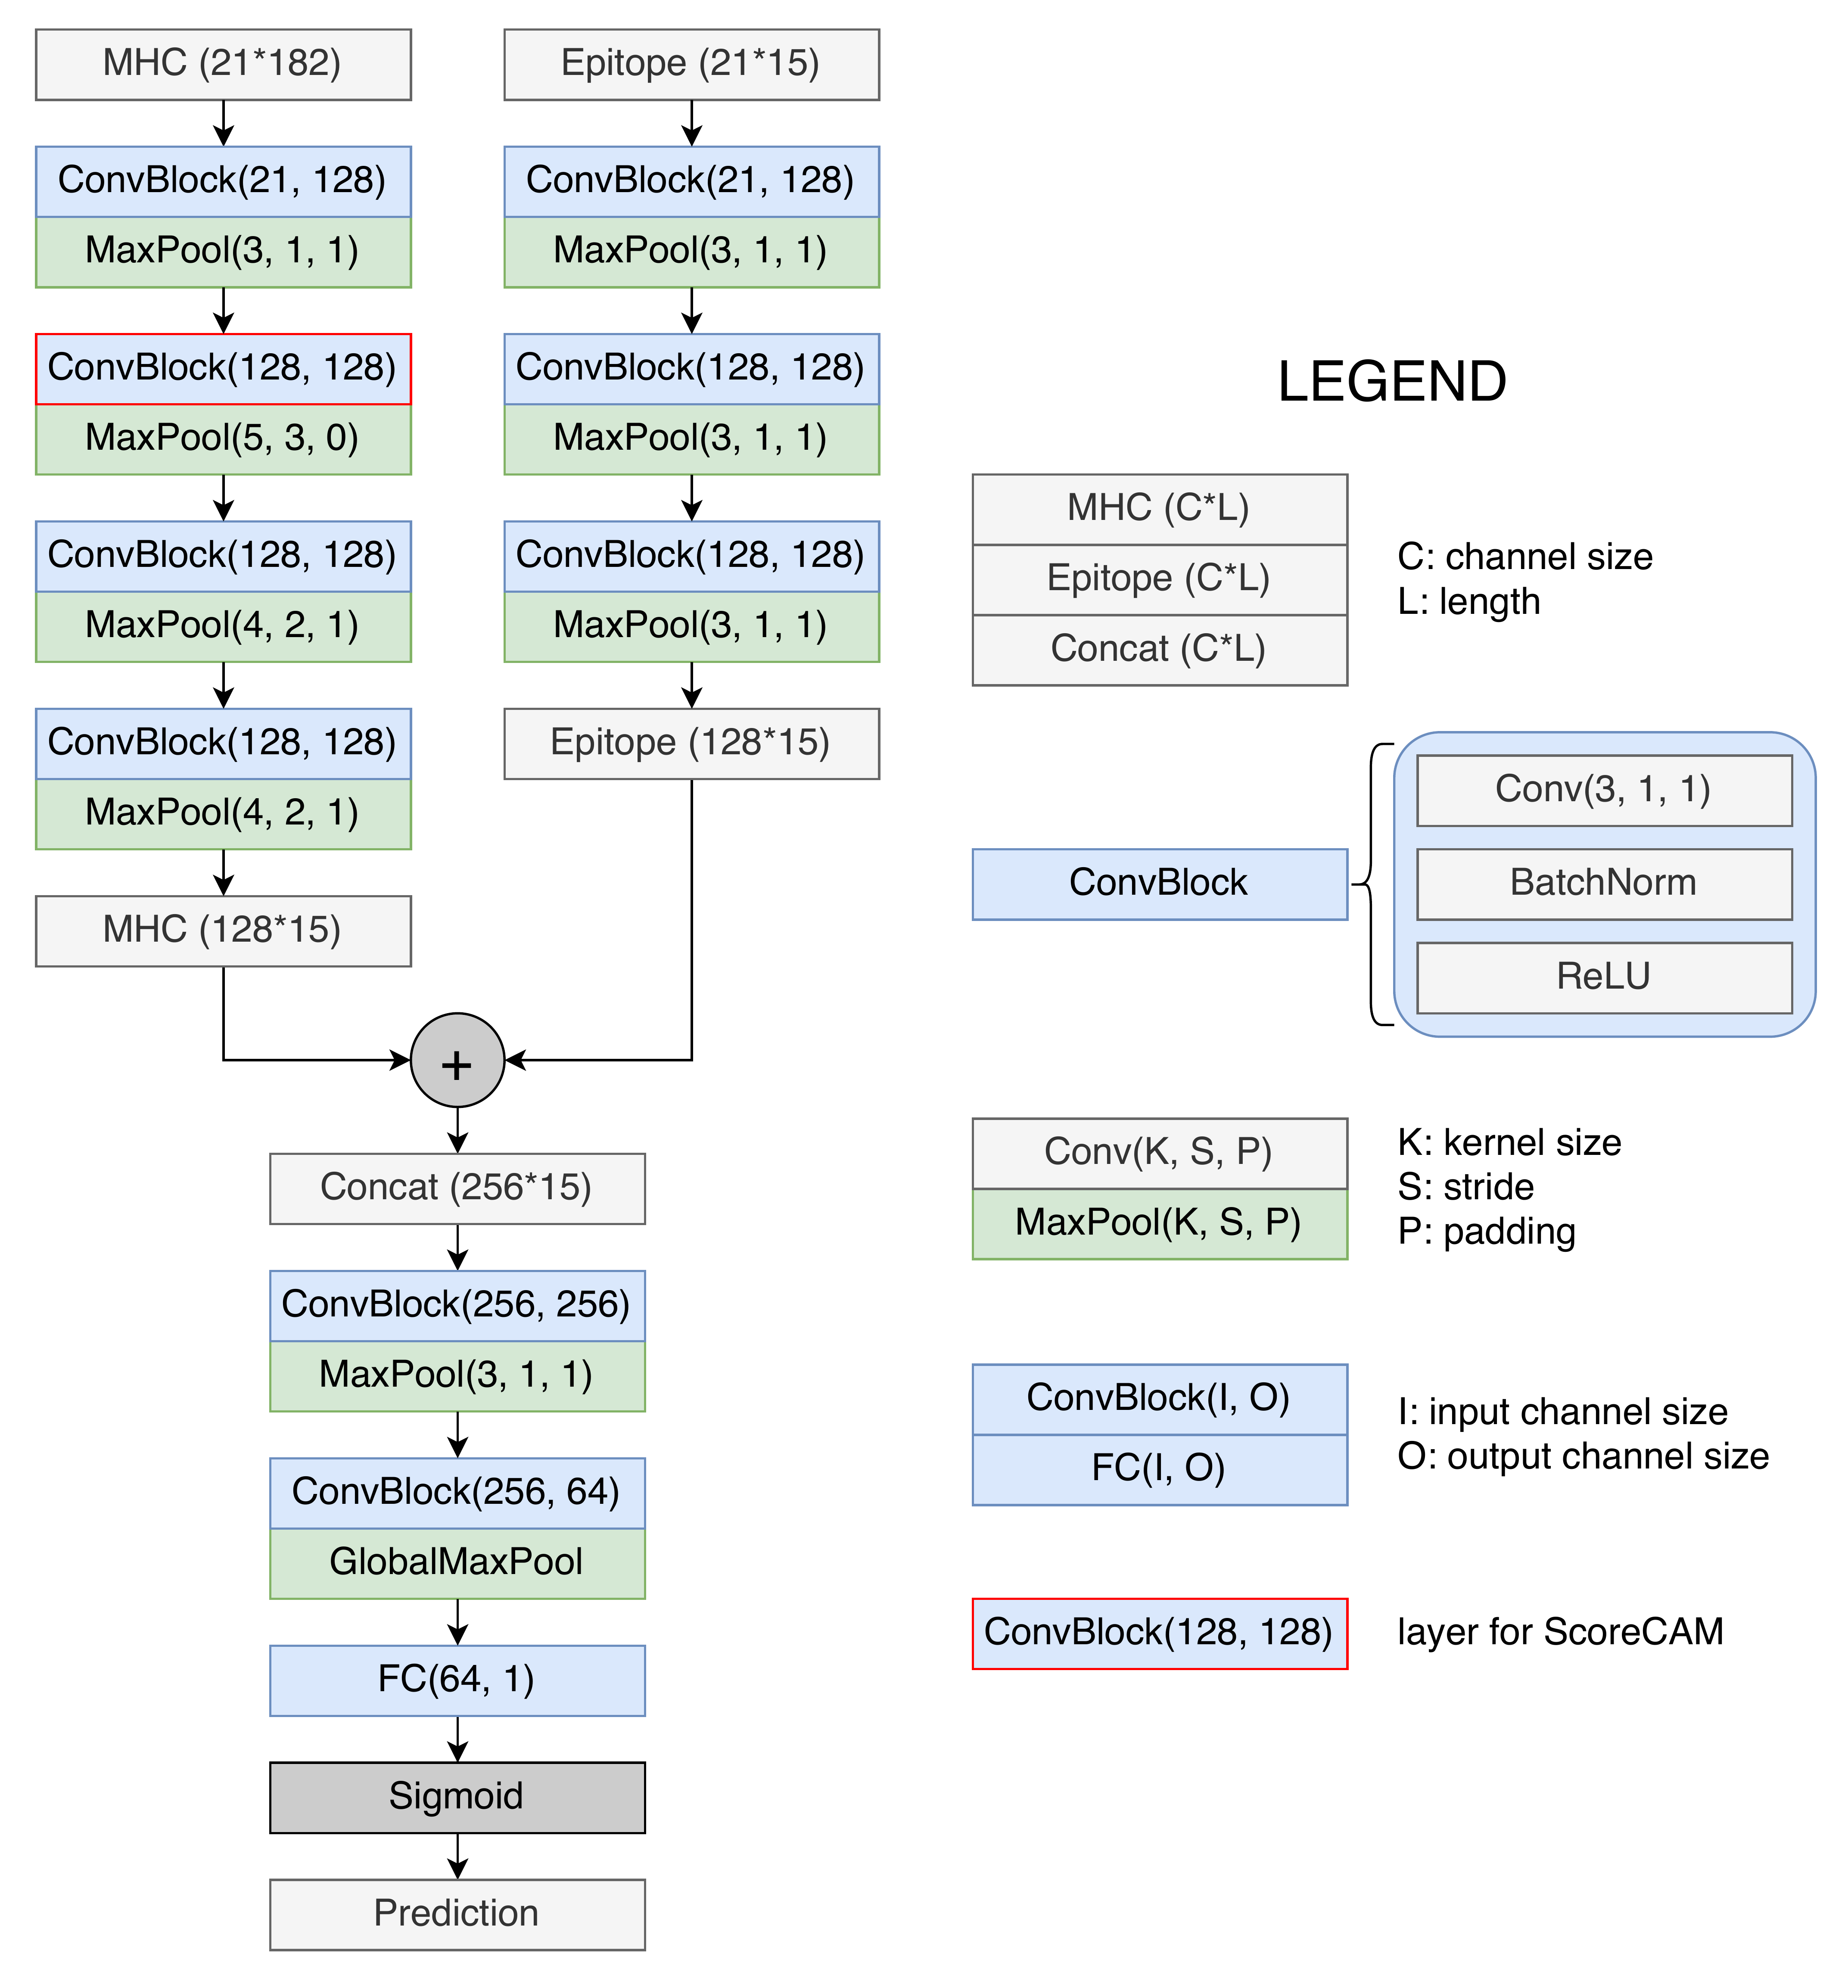 MHC (21*182)
ConvBlock(21, 128)
MaxPool(3, 1, 1)
ConvBlock(128, 128)
MaxPool(5, 3, 0)
ConvBlock(128, 128)
MaxPool(4, 2, 1)
ConvBlock(128, 128)
MaxPool(4, 2, 1)
MHC (128*15)
Epitope (21*15)
ConvBlock(21, 128)
MaxPool(3, 1, 1)
ConvBlock(128, 128)
MaxPool(3, 1, 1)
ConvBlock(128, 128)
MaxPool(3, 1, 1)
Epitope (128*15)
+
Concat (256*15)
ConvBlock(256, 256)
MaxPool(3, 1, 1)
ConvBlock(256, 64)
GlobalMaxPool
FC(64, 1)
Sigmoid
Prediction
LEGEND
MHC (C*L)
Epitope (C*L)
Concat (C*L)
C: channel size
L: length
ConvBlock
Conv(3, 1, 1)
BatchNorm
ReLU
Conv(K, S, P)
MaxPool(K, S, P)
K: kernel size
S: stride
P: padding
ConvBlock(I, O)
FC(I, O)
I: input channel size
O: output channel size
ConvBlock(128, 128)
layer for ScoreCAM